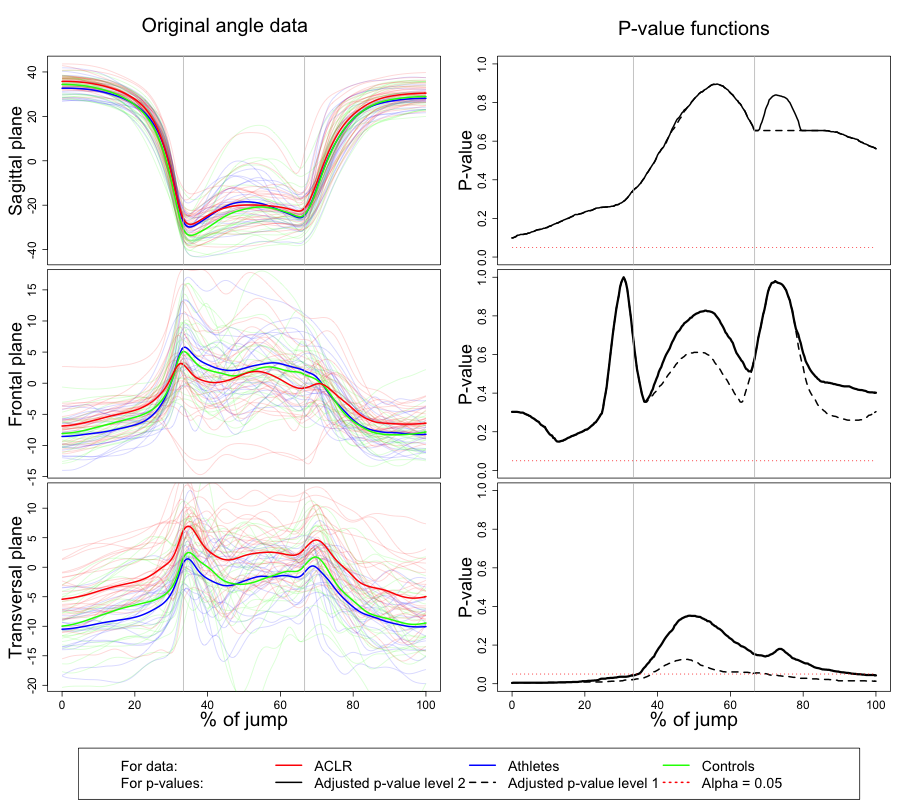 Original angle data
P-value functions
Sagittal plane
40
20
0
-20
-40
P-value
1.0
0.8
0.6
0.4
0.2
0.0
Frontal plane
15
10
5
0
-5
-10
15
P-value
1.0
0.8
0.6
0.4
0.2
0.0
Transversal plane
10
5
0
-5
-10
-15
-20
P-value
1.0
0.8
0.6
0.4
0.2
0.0
0 20 40 60 80 100
% of jump
0 20 40 60 80 100
% of jump
For data: ACLR Athletes Controls
For p-values: Adjusted p-value level 2 Adjusted p-value level 1 Alpha = 0.05